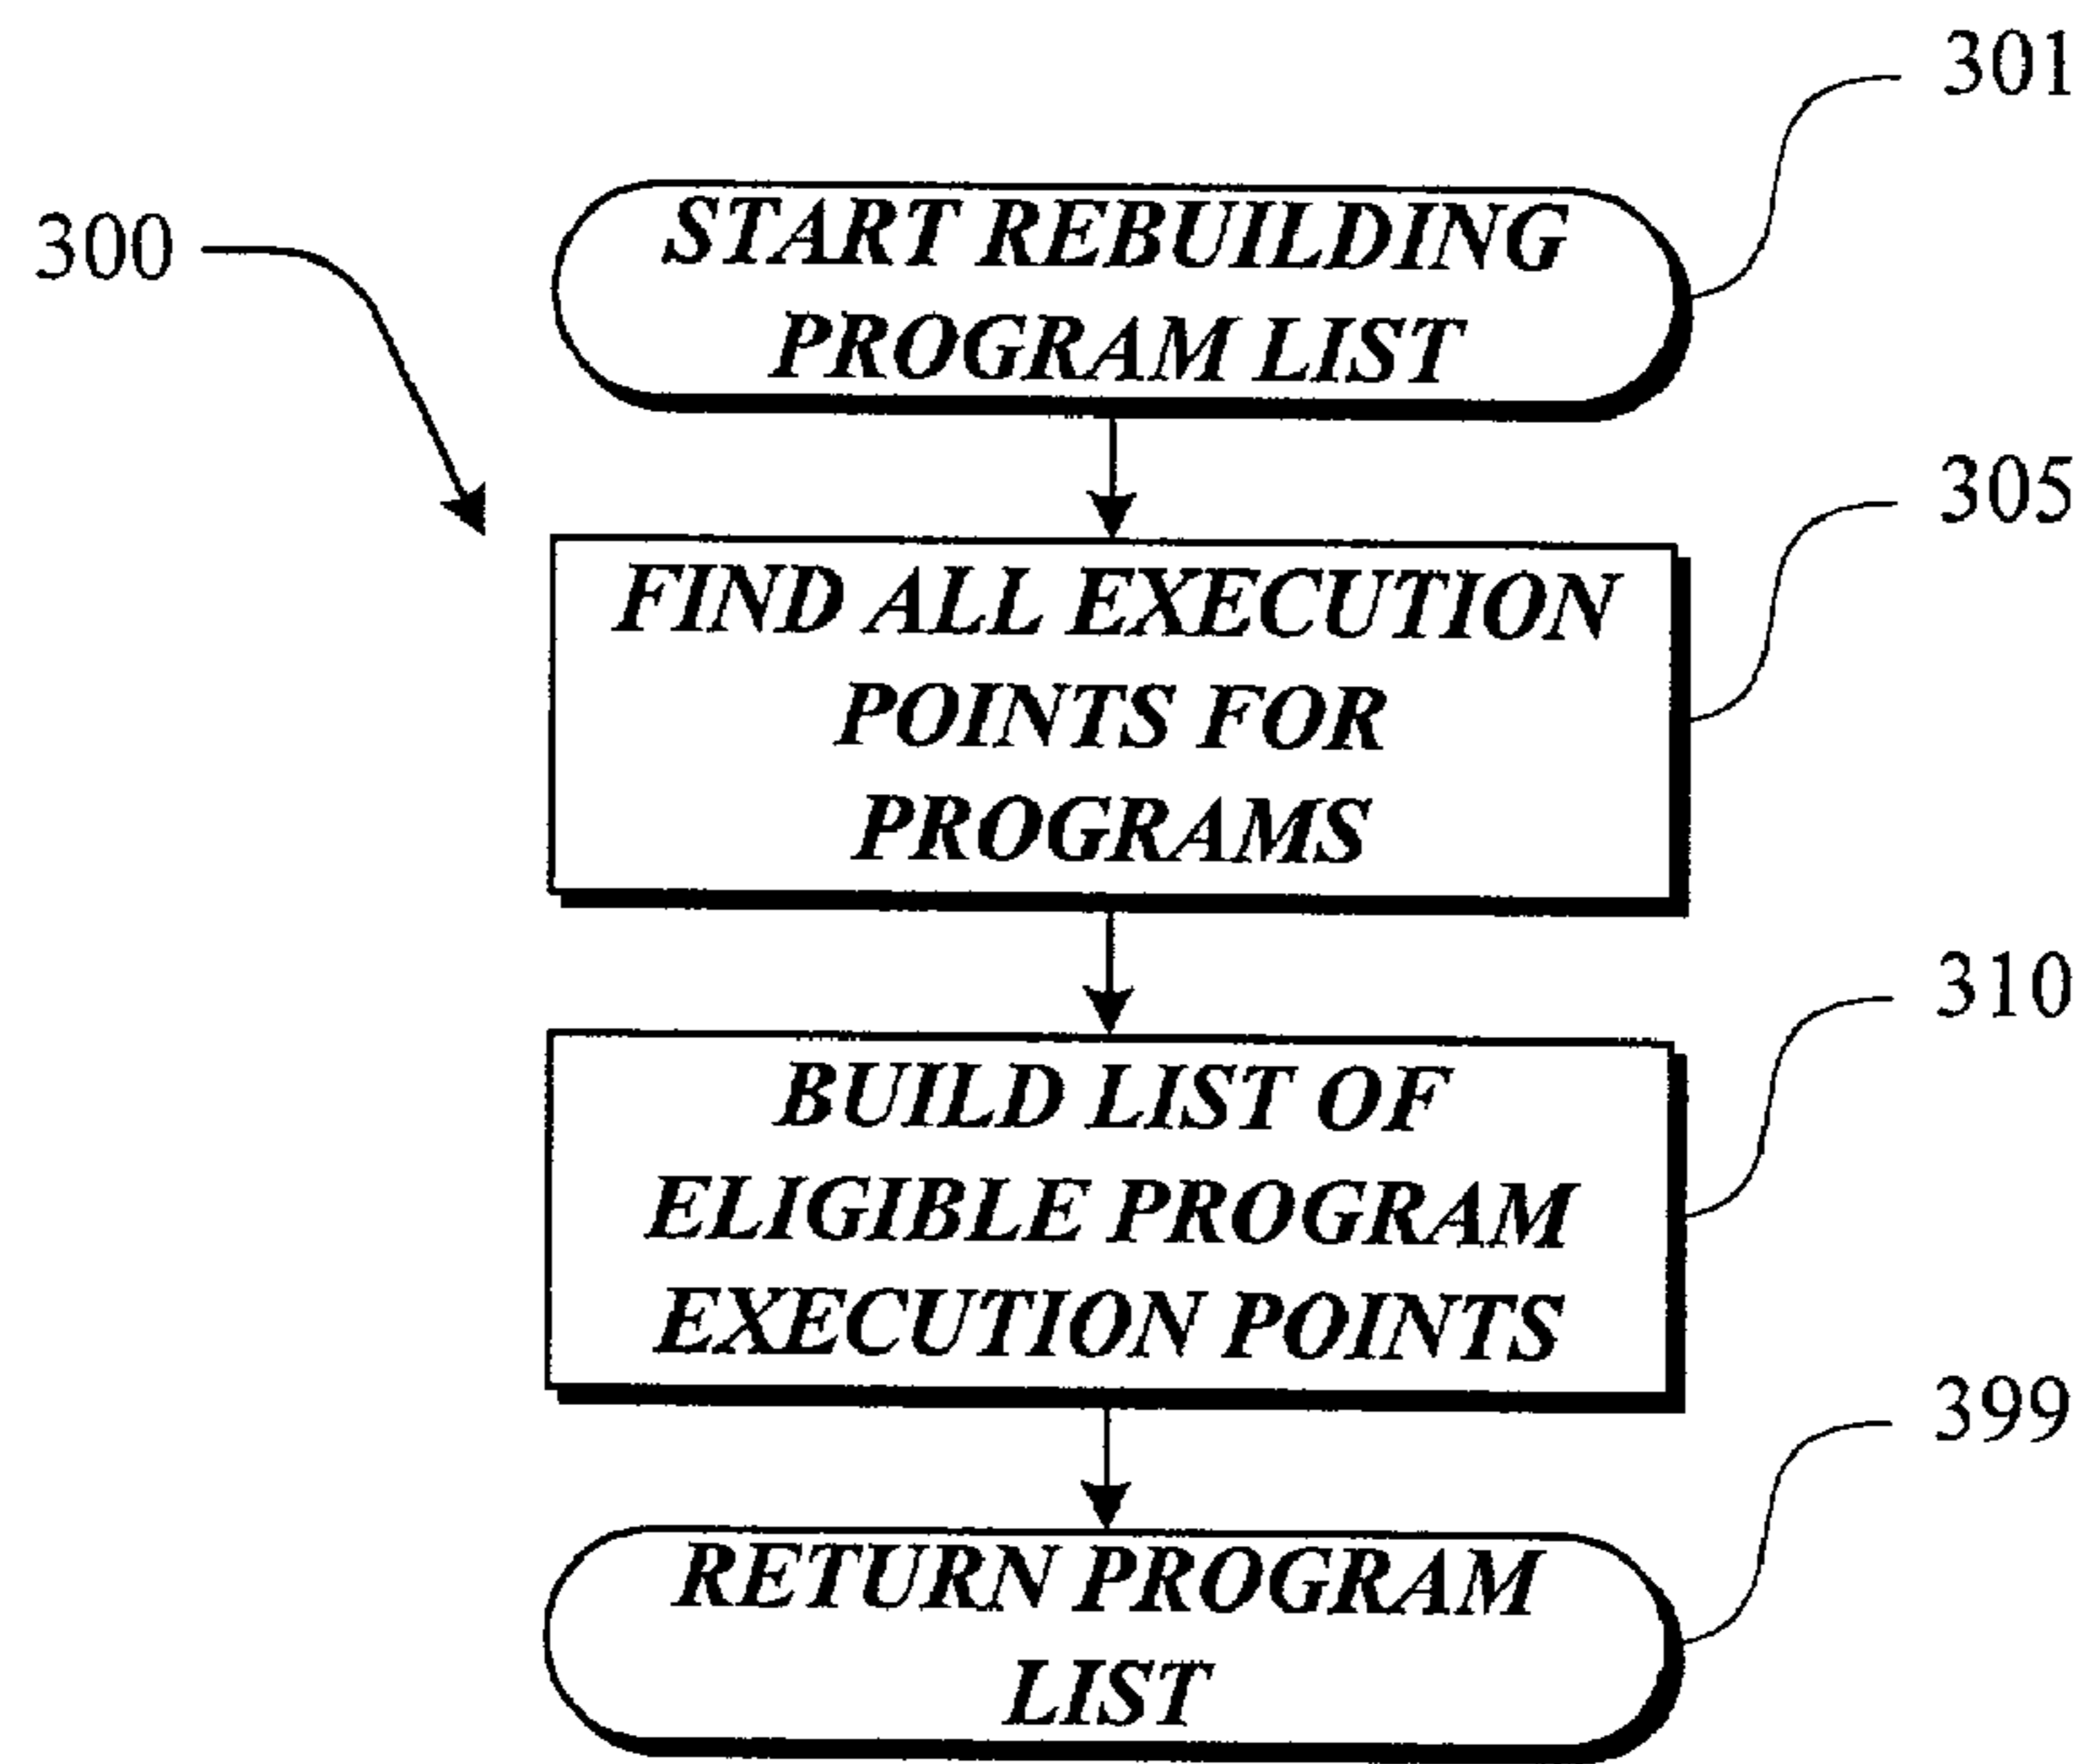 301
300
START REBUILDING
PROGRAM LIST
305
FIND ALL EXECUTION
POINTS FOR
PROGRAMS
310
BUILD LIST OF
ELIGIBLE PROGRAM
EXECUTION POINTS
399
RETURN PROGRAM
LIST